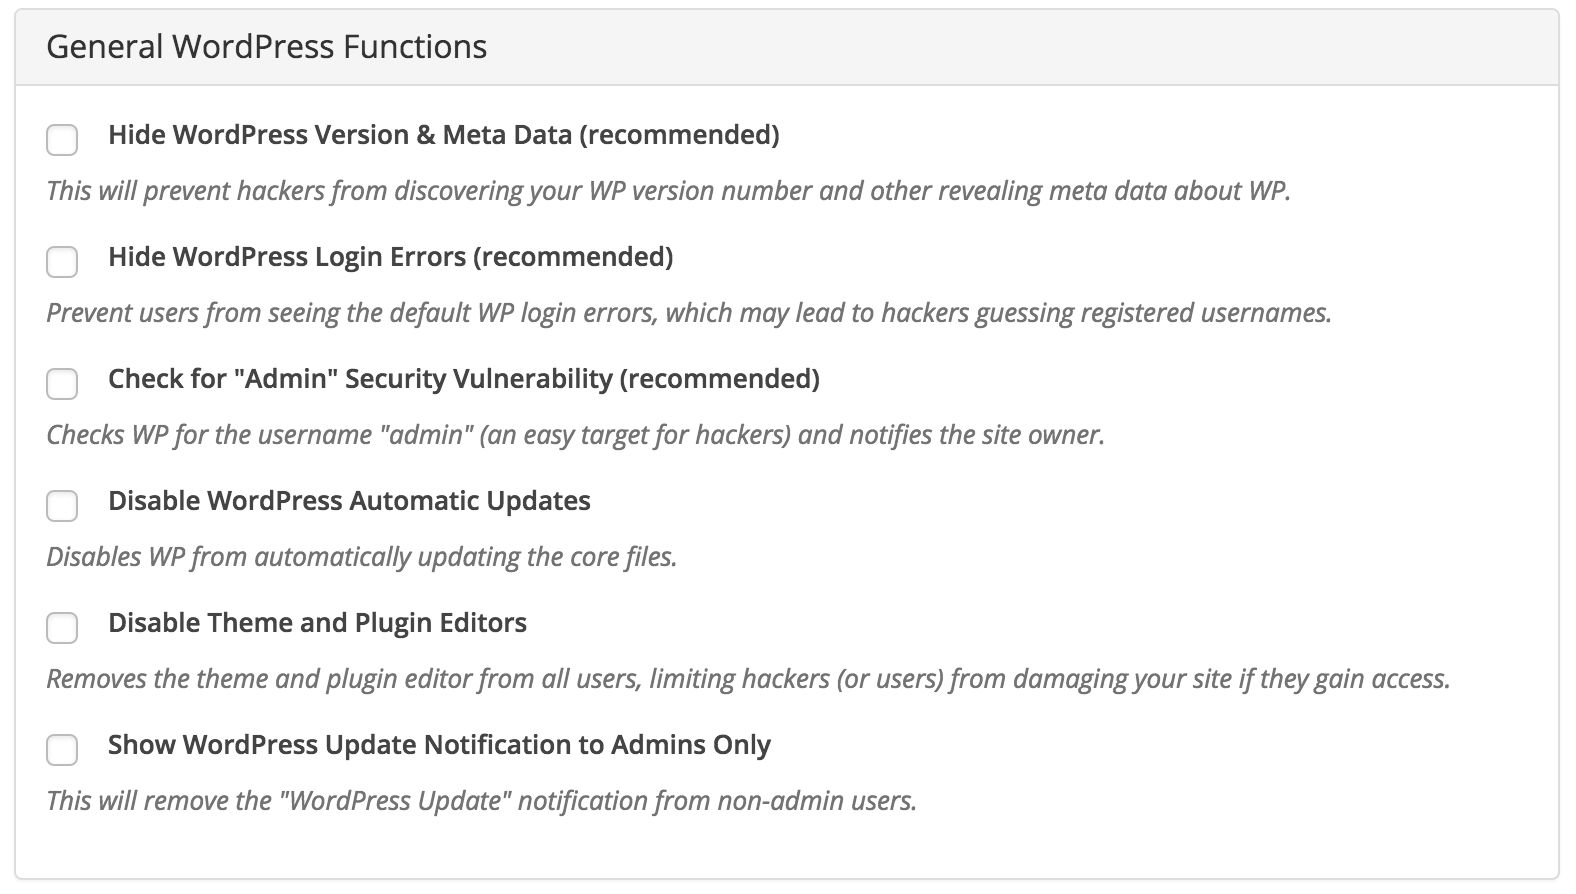 General WordPress Functions
Hide WordPress Version & Meta Data (recommended)
This will prevent hackers from discovering your WP version number and other revealing meta data about WP.
Hide WordPress Login Errors (recommended)
Prevent users from seeing the default WP login errors, which may lead to hackers guessing registered usernames.
Check for "Admin" Security Vulnerability (recommended)
Checks WP for the username "admin" (an easy target for hackers) and notifies the site owner.
Disable WordPress Automatic Updates
Disables WP from automatically updating the core files.
Disable Theme and Plugin Editors
Removes the theme and plugin editor from all users, limiting hackers (or users) from damaging your site if they gain access.
Show WordPress Update Notification to Admins Only
This will remove the "WordPress Update" notification from non-admin users.